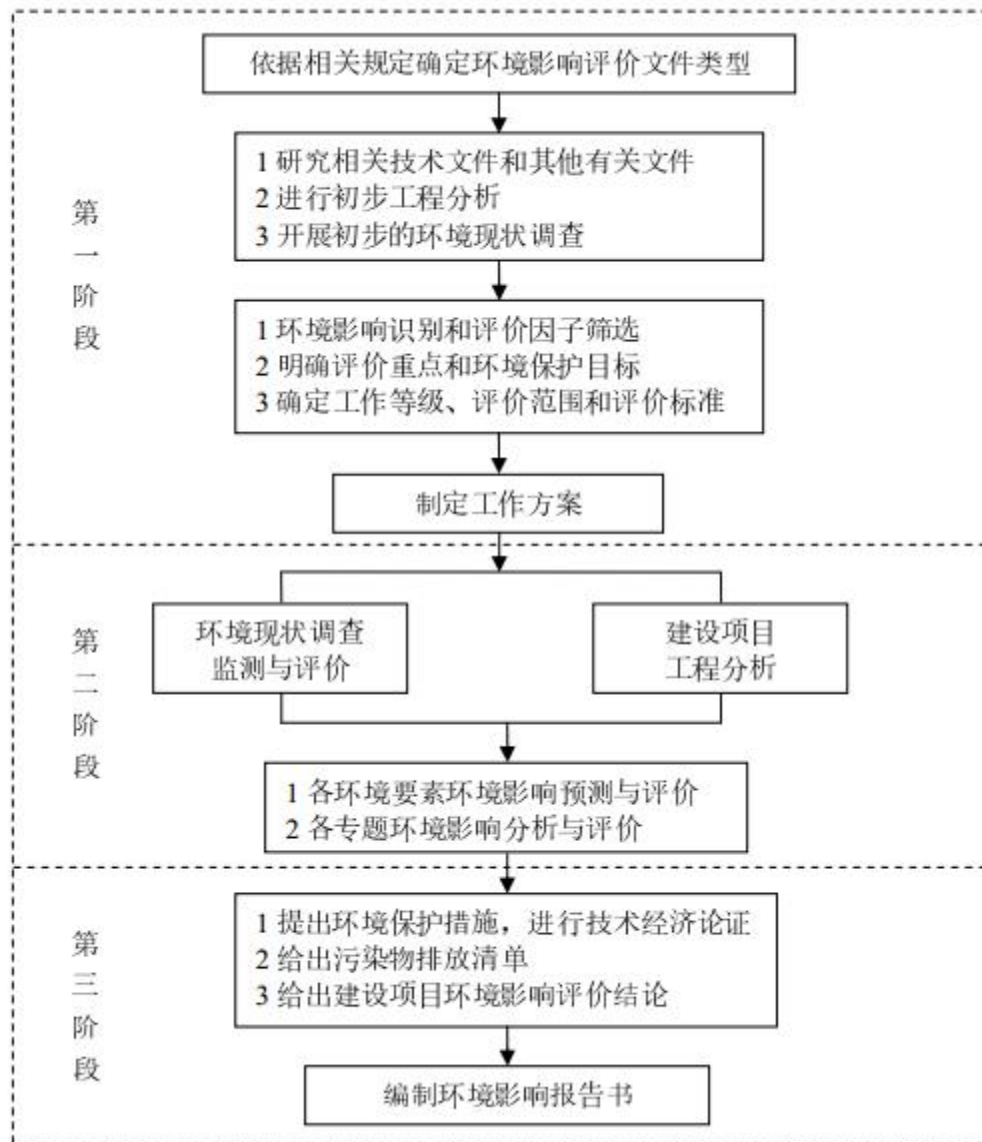 依据相关规定确定环境影响评价文件类型
1 研究相关技术文件和其他有关文件
2 进行初步工程分析
3 开展初步的环境现状调查
第一阶段
1 环境影响识别和评价因子筛选
2 明确评价重点和环境保护目标
3 确定工作等级、评价范围和评价标准
制定工作方案
第二阶段
环境现状调查
监测与评价
建设项目
工程分析
1 各环境要素环境影响预测与评价
2 各专题环境影响分析与评价
第三阶段
1 提出环境保护措施，进行技术经济论证
2 给出污染物排放清单
3 给出建设项目环境影响评价结论
编制环境影响报告书